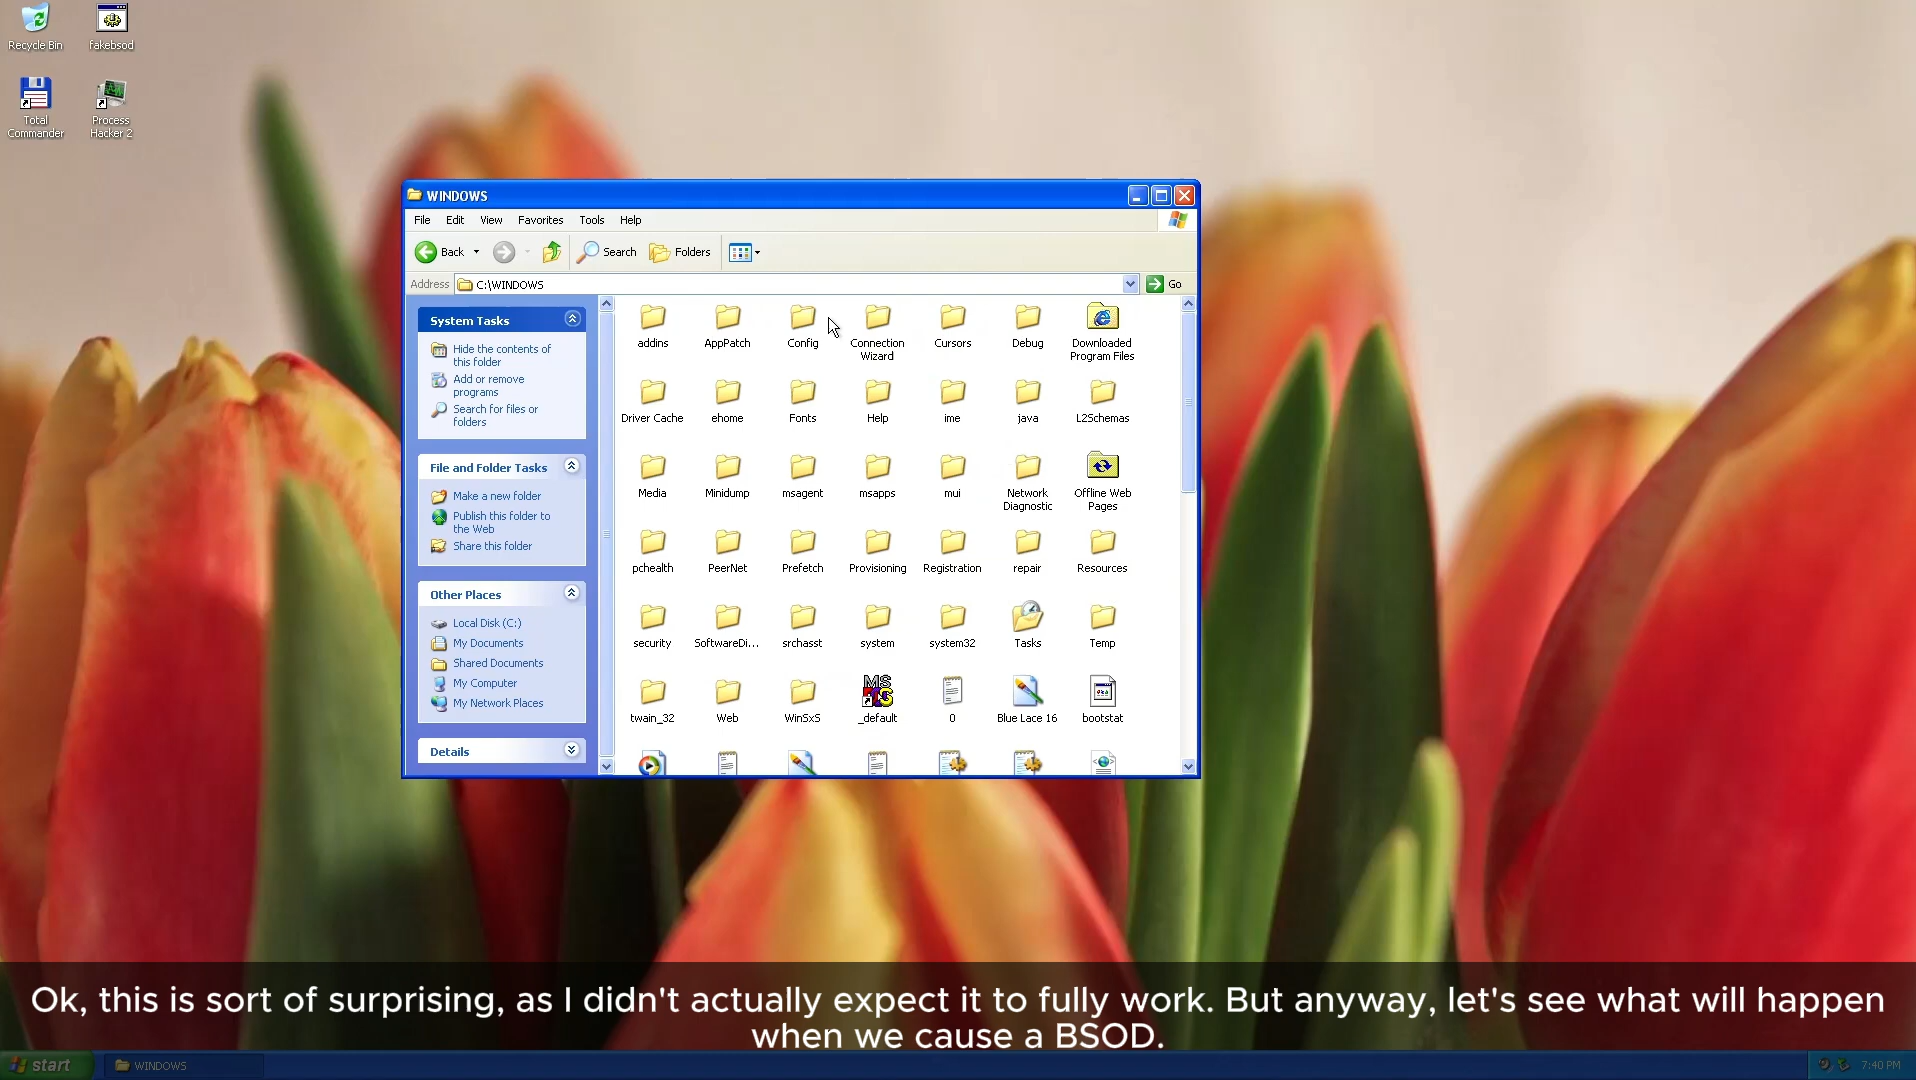 Recycle Bin
fakebsod
Total
Commander
Process
Hacker 2
WINDOWS
File Edit View Favorites Tools Help
Back Search Folders
Address C:\WINDOWS Go
System Tasks
Hide the contents of
this folder
Add or remove
programs
Search for files or
folders
File and Folder Tasks
Make a new folder
Publish this folder to
the Web
Share this folder
Other Places
Local Disk (C:)
My Documents
Shared Documents
My Computer
My Network Places
Details
addins AppPatch Config Connection Cursors Debug Downloaded
Wizard Program Files
Driver Cache ehome Fonts Help ime java L2Schemas
Media Minidump msagent msapps mui Network Offline Web
Diagnostic Pages
pchealth PeerNet Prefetch Provisioning Registration repair Resources
security SoftwareDi... srchasst system system32 Tasks Temp
twain_32 Web WinSxS _default 0 Blue Lace 16 bootstat
Ok, this is sort of surprising, as I didn't actually expect it to fully work. But anyway, let's see what will happen
when we cause a BSOD.
start WINDOWS 7:40 PM